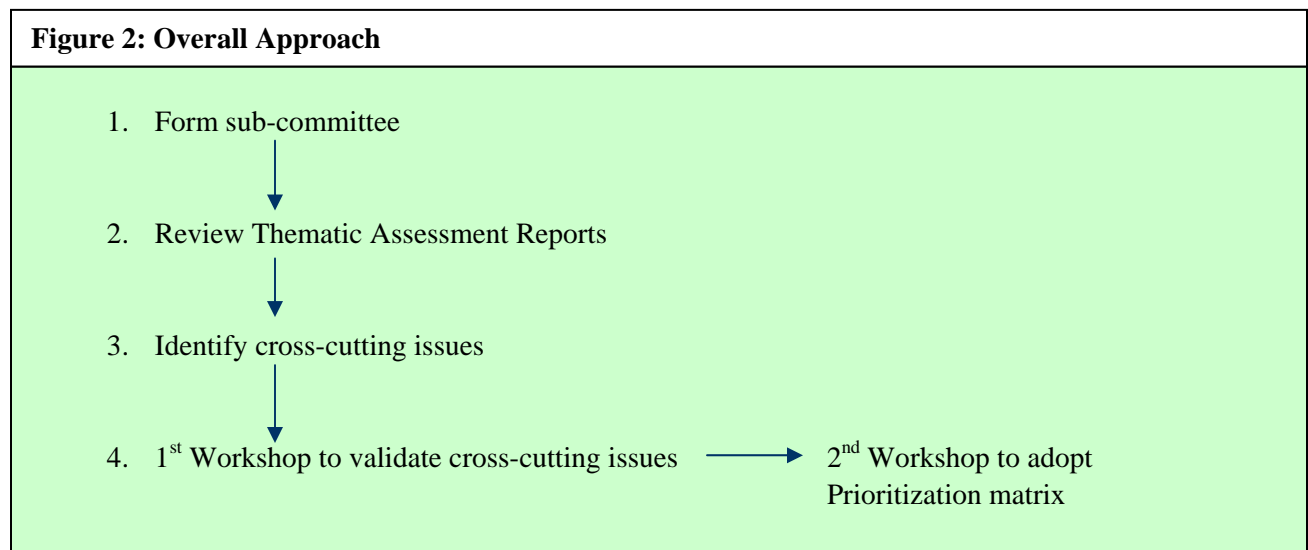 Figure 2: Overall Approach
1. Form sub-committee
2. Review Thematic Assessment Reports
3. Identify cross-cutting issues
4. 1st Workshop to validate cross-cutting issues
2nd Workshop to adopt
Prioritization matrix